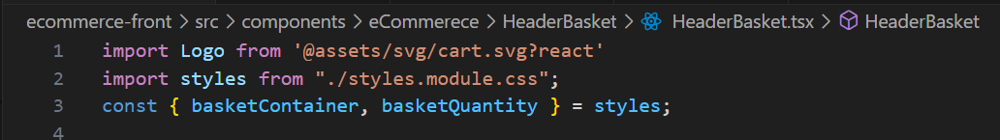 ecommerce-front > src > components > eCommerece > HeaderBasket > HeaderBasket.tsx > HeaderBasket
1 import Logo from '@assets/svg/cart.svg?react'
2 import styles from "./styles.module.css";
3 const { basketContainer, basketQuantity } = styles;
4